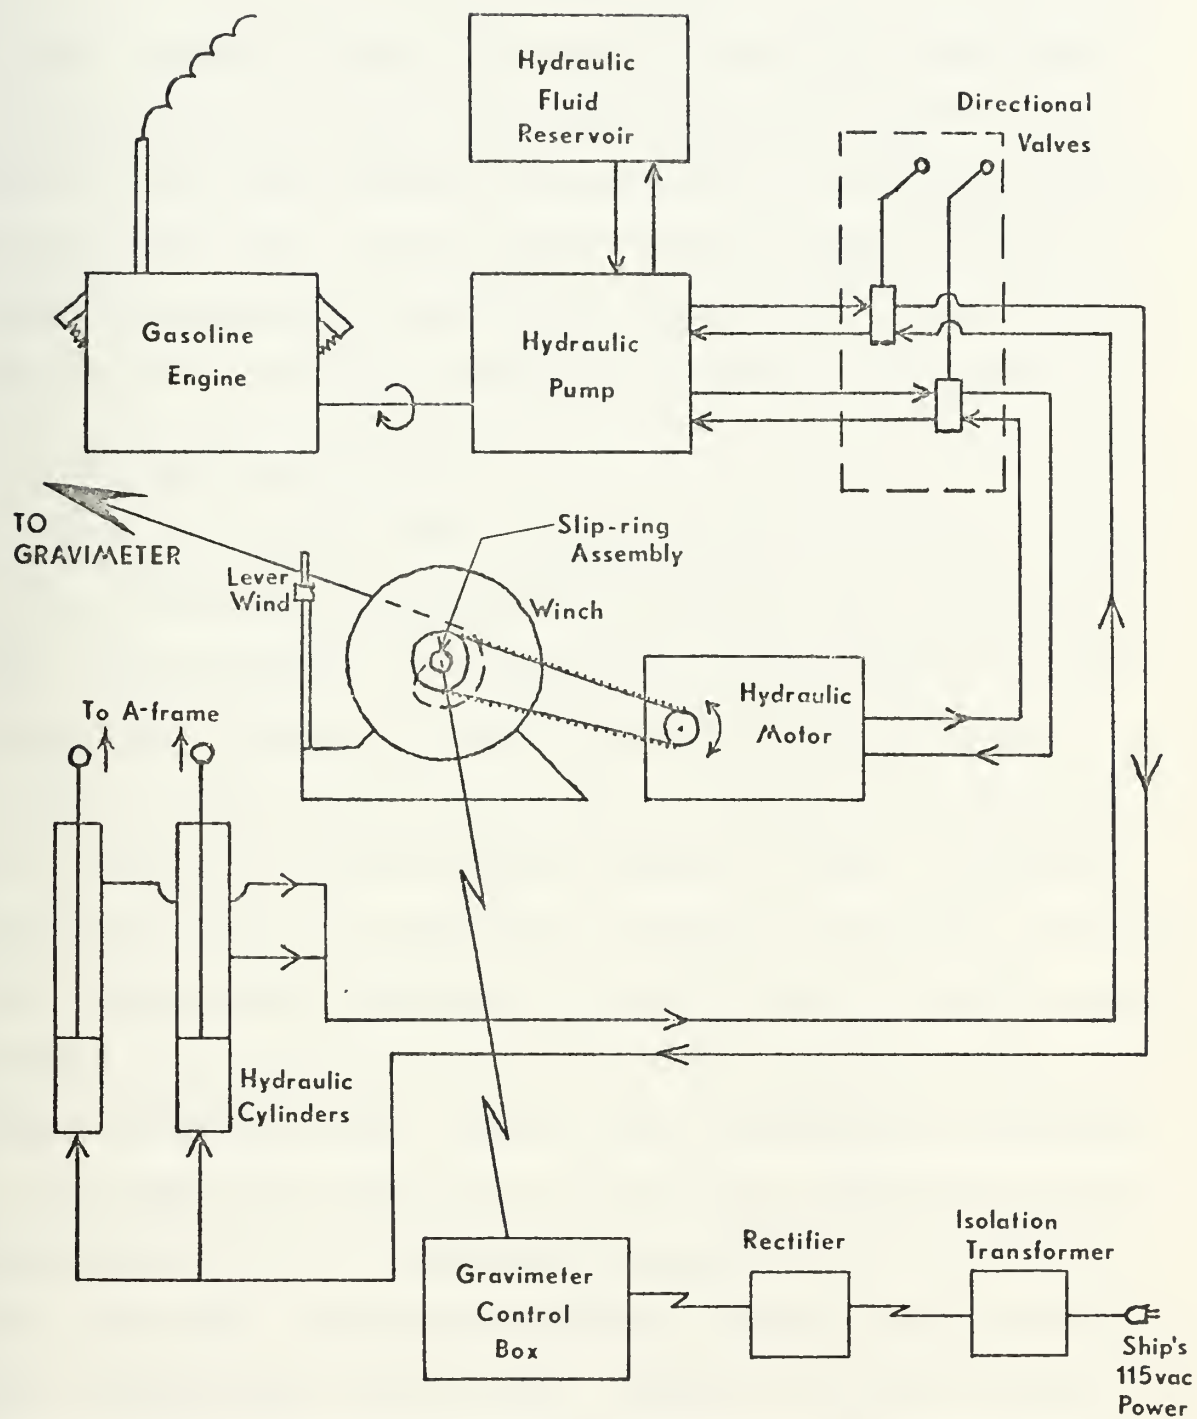 Hydraulic
Fluid
Reservoir
Directional
Valves
Gasoline
Engine
Hydraulic
Pump
TO
GRAVIMETER
Slip-ring
Assembly
Lever
Wind
Winch
Hydraulic
Motor
To A-frame
Hydraulic
Cylinders
Gravimeter
Control
Box
Rectifier
Isolation
Transformer
Ship's
115vac
Power